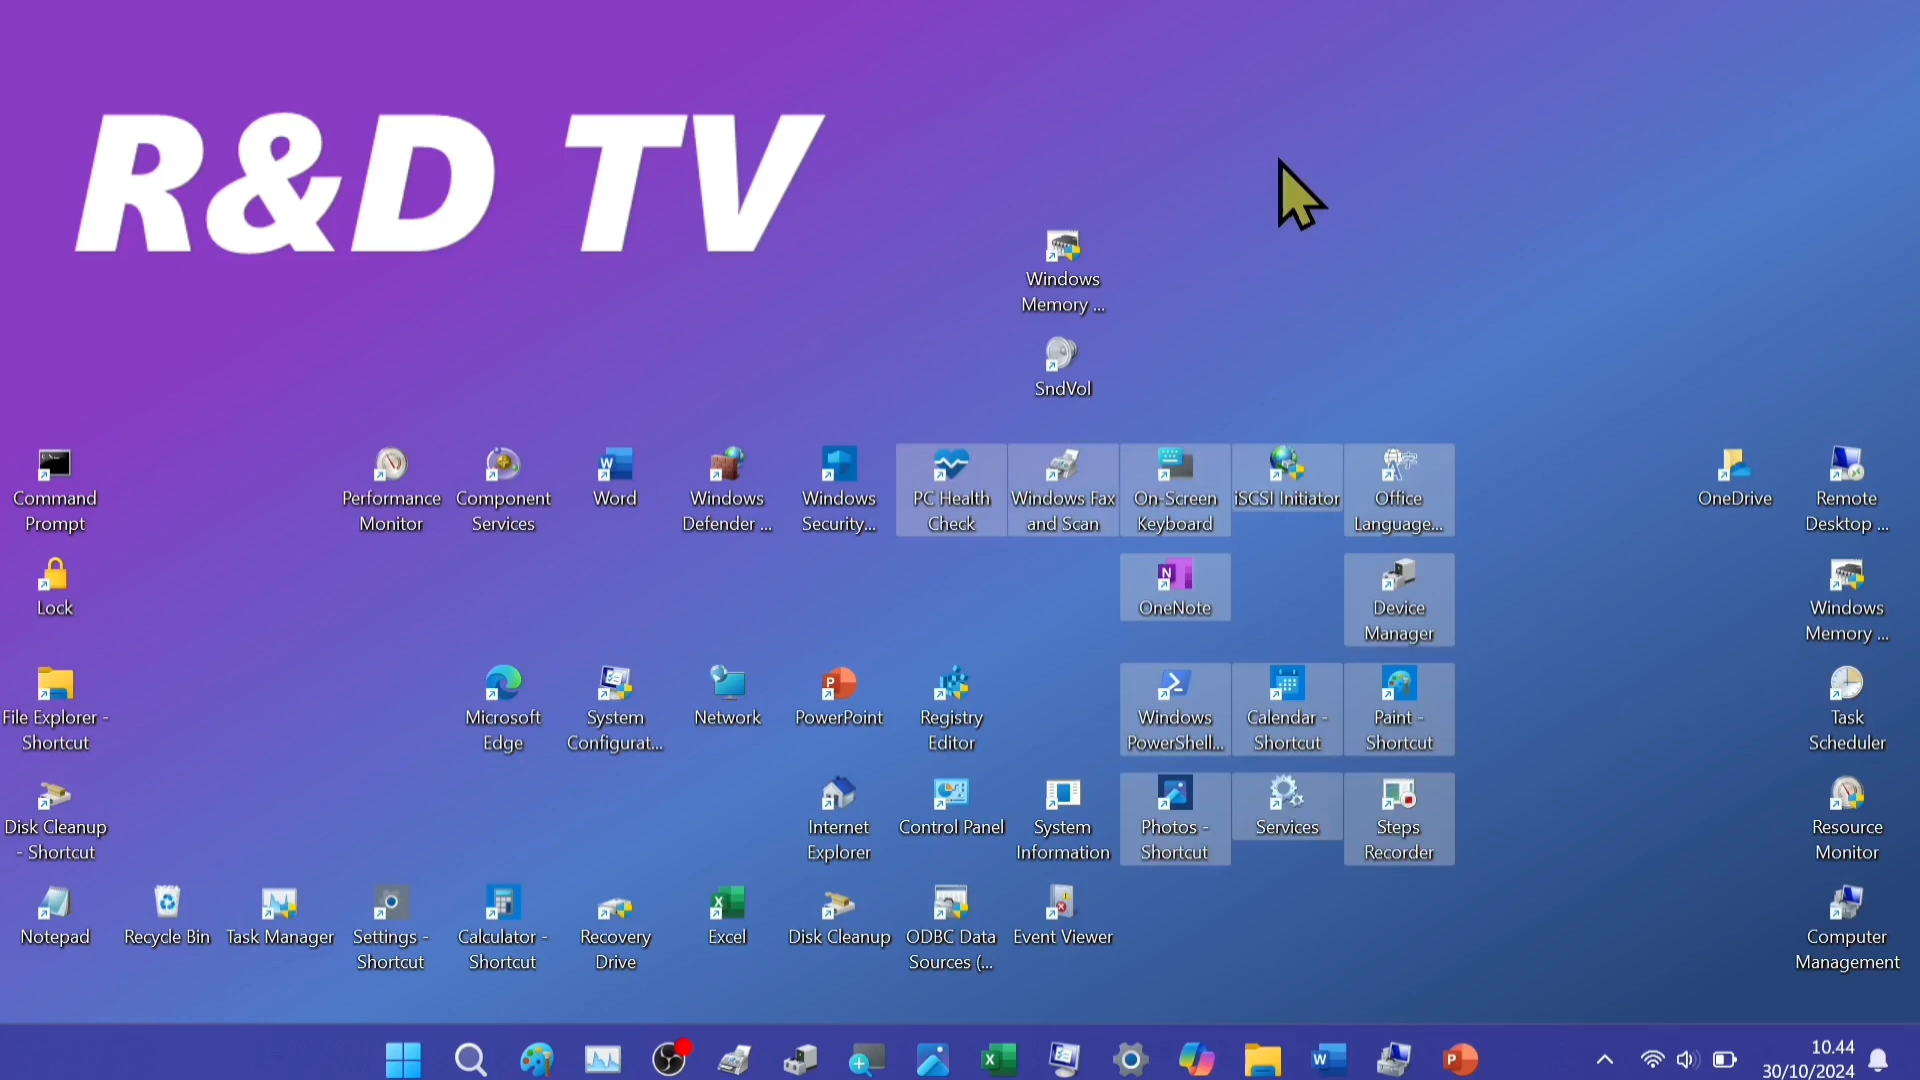 R&D TV
Windows
Memory ...
SndVol
Command
Prompt
Performance
Monitor
Component
Services
Word
Windows
Defender ...
Windows
Security...
PC Health
Check
Windows Fax
and Scan
On-Screen
Keyboard
iSCSI Initiator
Office
Language...
OneDrive
Remote
Desktop ...
Lock
OneNote
Device
Manager
Windows
Memory ...
File Explorer -
Shortcut
Microsoft
Edge
System
Configurat...
Network
PowerPoint
Registry
Editor
Windows
PowerShell...
Calendar -
Shortcut
Paint -
Shortcut
Task
Scheduler
Disk Cleanup
- Shortcut
Internet
Explorer
Control Panel
System
Information
Photos -
Shortcut
Services
Steps
Recorder
Resource
Monitor
Notepad
Recycle Bin
Task Manager
Settings -
Shortcut
Calculator -
Shortcut
Recovery
Drive
Excel
Disk Cleanup
ODBC Data
Sources (...
Event Viewer
Computer
Management
10.44
30/10/2024